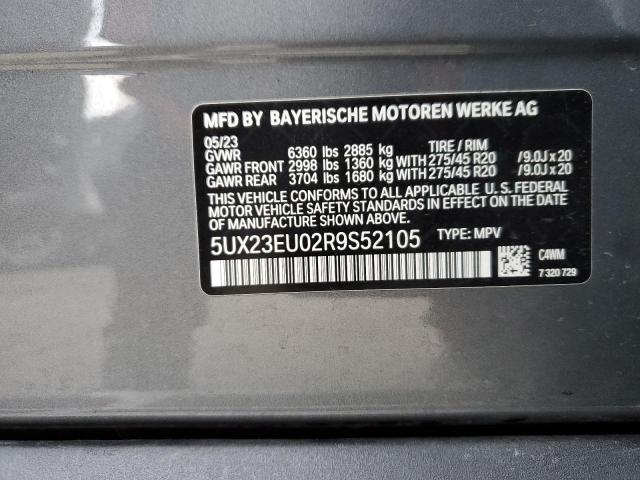 MFD BY BAYERISCHE MOTOREN WERKE AG
05/23
GVWR 6360 lbs 2885 kg TIRE / RIM
GAWR FRONT 2998 lbs 1360 kg WITH 275/45 R20 /9.0J x 20
GAWR REAR 3704 lbs 1680 kg WITH 275/45 R20 /9.0J x 20
THIS VEHICLE CONFORMS TO ALL APPLICABLE U.S. FEDERAL
MOTOR VEHICLE SAFETY STANDARDS IN EFFECT ON THE DATE
OF MANUFACTURE SHOWN ABOVE.
5UX23EU02R9S52105 TYPE: MPV
C4WM
7 320 729